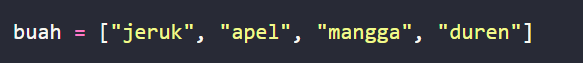 buah = ["jeruk", "apel", "mangga", "duren"]